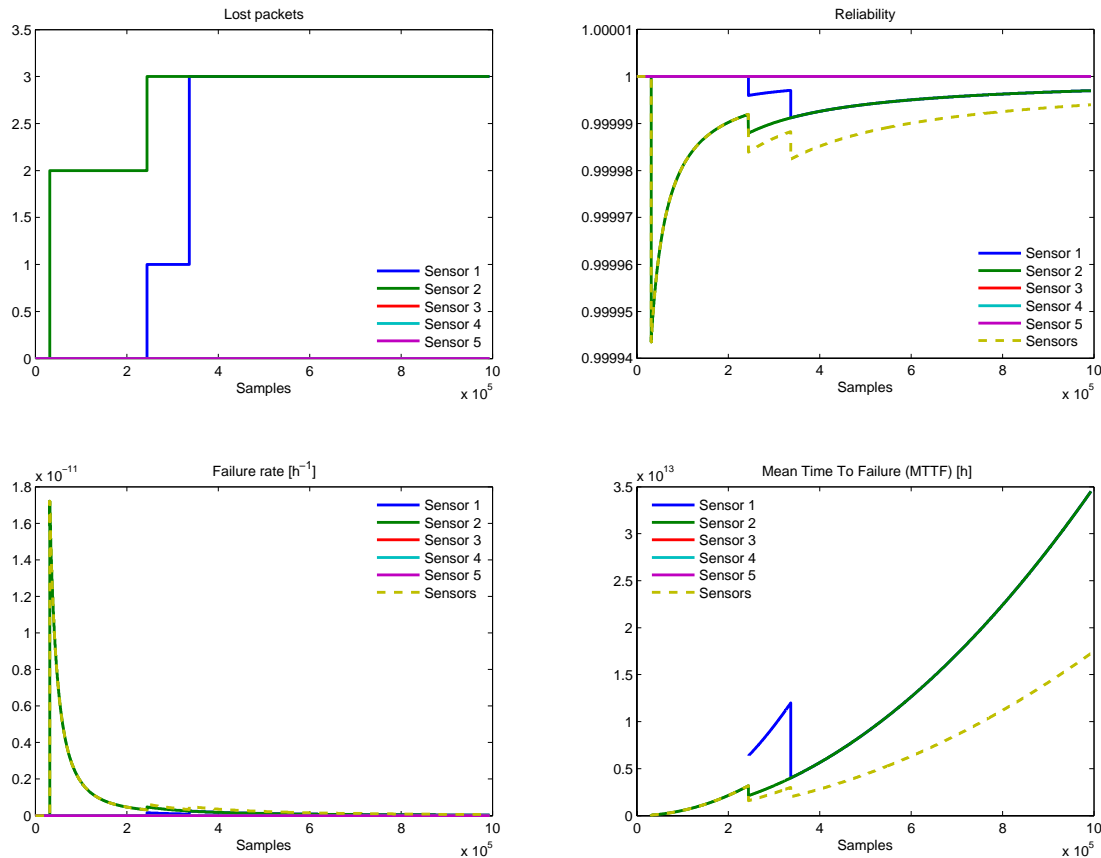 Lost packets
3.5
3
2.5
2
1.5
1
0.5
0
0 2 4 6 8 10
Samples
x 10^5
Sensor 1
Sensor 2
Sensor 3
Sensor 4
Sensor 5
Reliability
1.00001
1
0.99999
0.99998
0.99997
0.99996
0.99995
0.99994
0 2 4 6 8 10
Samples
x 10^5
Sensor 1
Sensor 2
Sensor 3
Sensor 4
Sensor 5
Sensors
Failure rate [h^−1]
x 10^−11
1.8
1.6
1.4
1.2
1
0.8
0.6
0.4
0.2
0
0 2 4 6 8 10
Samples
x 10^5
Sensor 1
Sensor 2
Sensor 3
Sensor 4
Sensor 5
Sensors
Mean Time To Failure (MTTF) [h]
x 10^13
3.5
3
2.5
2
1.5
1
0.5
0
0 2 4 6 8 10
Samples
x 10^5
Sensor 1
Sensor 2
Sensor 3
Sensor 4
Sensor 5
Sensors